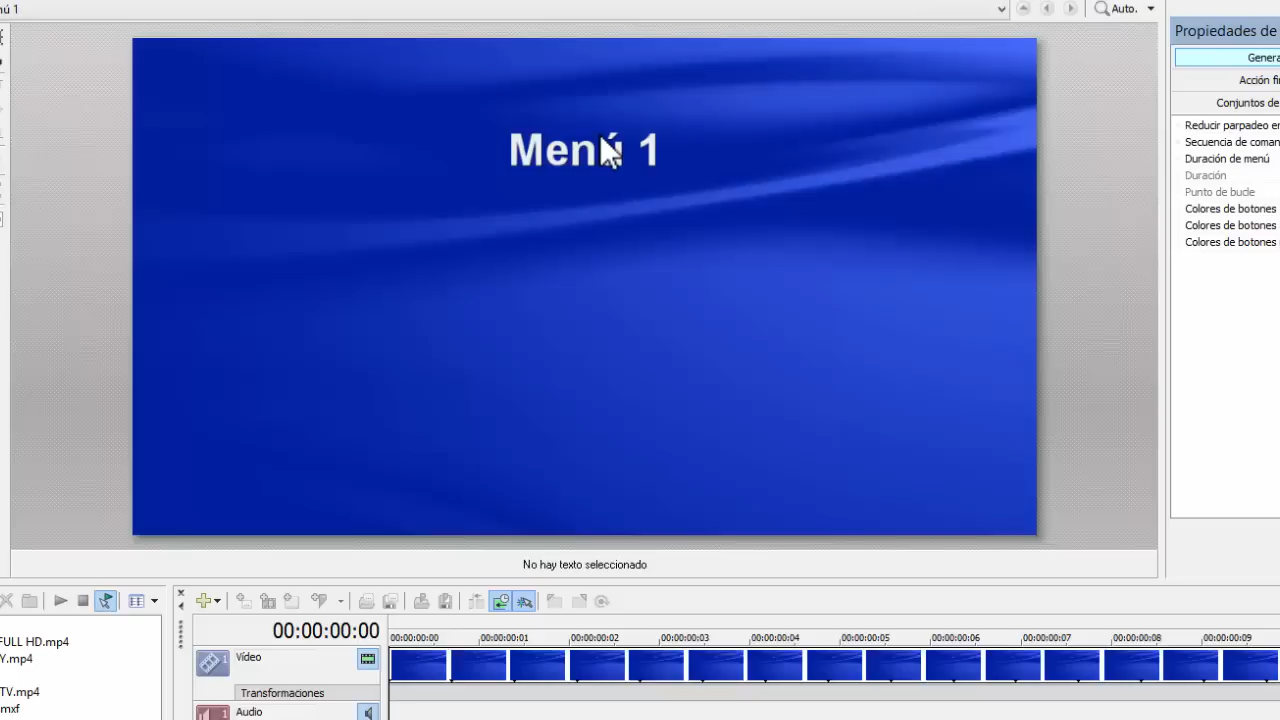 nú 1
Auto.
Menú 1
Propiedades de
Genera
Acción fi
Conjuntos de
Reducir parpadeo en
Secuencia de coman
Duración de menú
Duración
Punto de bucle
Colores de botones
Colores de botones
Colores de botones
No hay texto seleccionado
FULL HD.mp4
Y.mp4
TV.mp4
mxf
00:00:00:00
00:00:00:00 00:00:00:01 00:00:00:02 00:00:00:03 00:00:00:04 00:00:00:05 00:00:00:06 00:00:00:07 00:00:00:08 00:00:00:09
1 Vídeo
Transformaciones
1 Audio